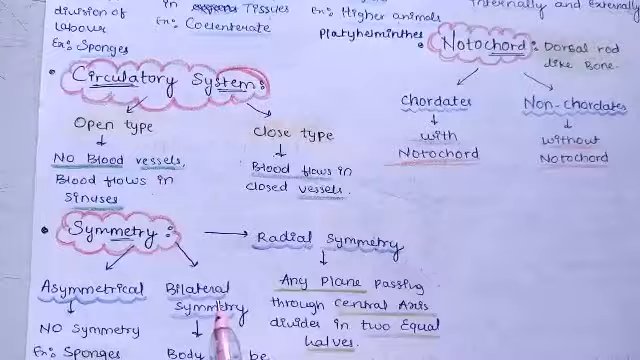 division of
labour
Ex: Sponges
in Tissues
Ex: Coelenterate
Ex: Higher animals
Platyhelminthes
Internally and Externally
• Notochord: Dorsal rod
like Bone.
Chordates
with
Notochord
Non-chordates
without
Notochord
• Circulatory System:
Open type
No Blood vessels,
Blood flows in
Sinuses
Close type
Blood flows in
closed vessels.
• Symmetry:
Asymmetrical
No Symmetry
Ex: Sponges
Bilateral
Symmetry
Body be
Radial Symmetry
Any plane passing
through central Axis
divides in two Equal
halves.